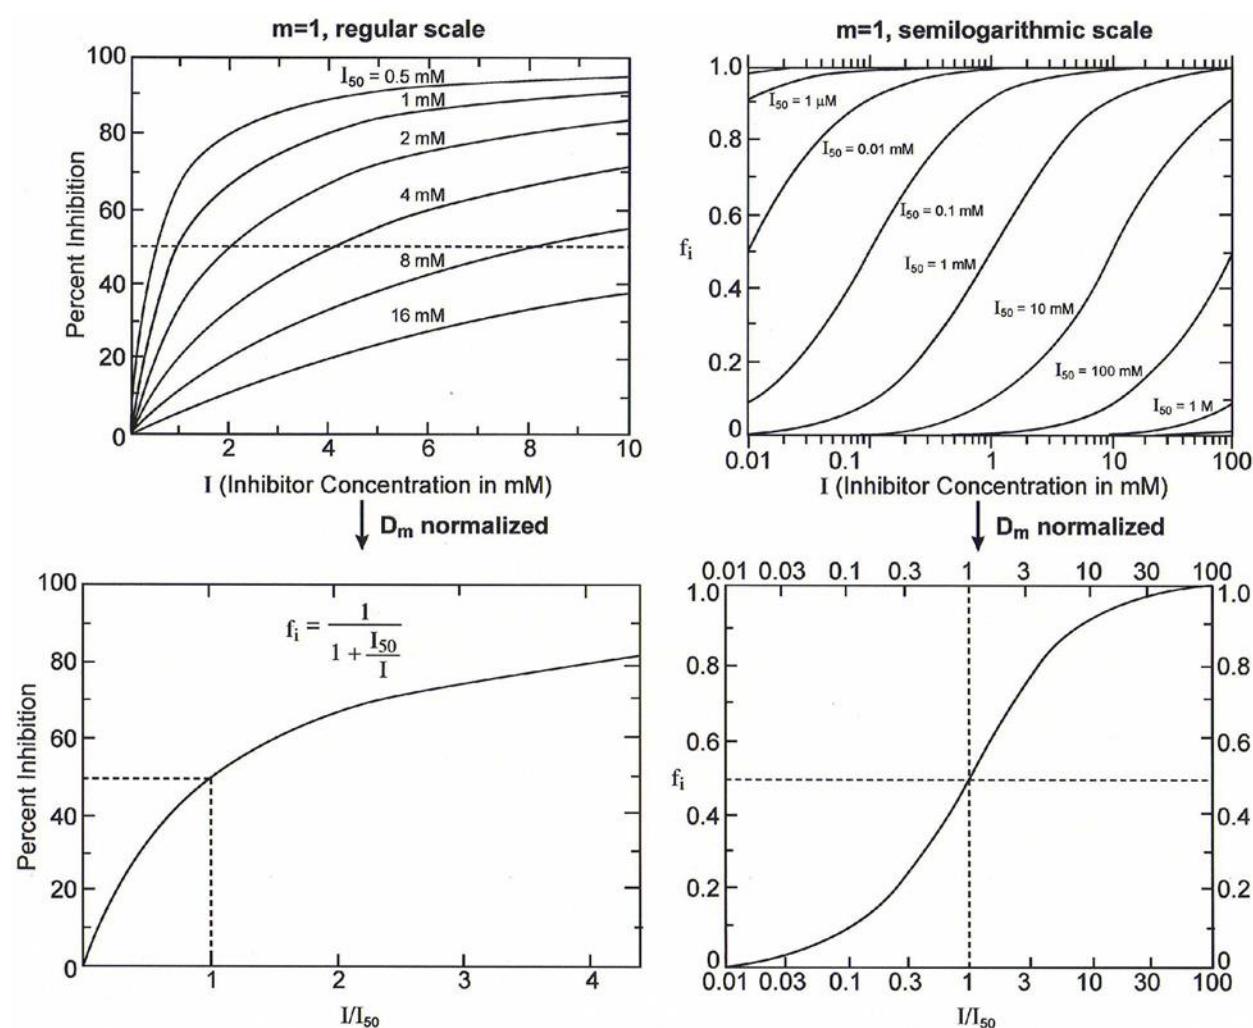 m=1, regular scale
100
80
60
40
20
0
Percent Inhibition
I50 = 0.5 mM
1 mM
2 mM
4 mM
8 mM
16 mM
2
4
6
8
10
I (Inhibitor Concentration in mM)
Dm normalized
m=1, semilogarithmic scale
1.0
0.8
0.6
fi
0.4
0.2
0
I50 = 1 μM
I50 = 0.01 mM
I50 = 0.1 mM
I50 = 1 mM
I50 = 10 mM
I50 = 100 mM
I50 = 1 M
0.01
0.1
1
10
100
I (Inhibitor Concentration in mM)
Dm normalized
100
80
60
40
20
0
Percent Inhibition
fi = 1 / (1 + I50 / I)
1
2
3
4
I/I50
0.01 0.03 0.1 0.3 1 3 10 30 100
1.0
0.8
0.6
fi
0.4
0.2
0
1.0
0.8
0.6
0.4
0.2
0
0.01 0.03 0.1 0.3 1 3 10 30 100
I/I50